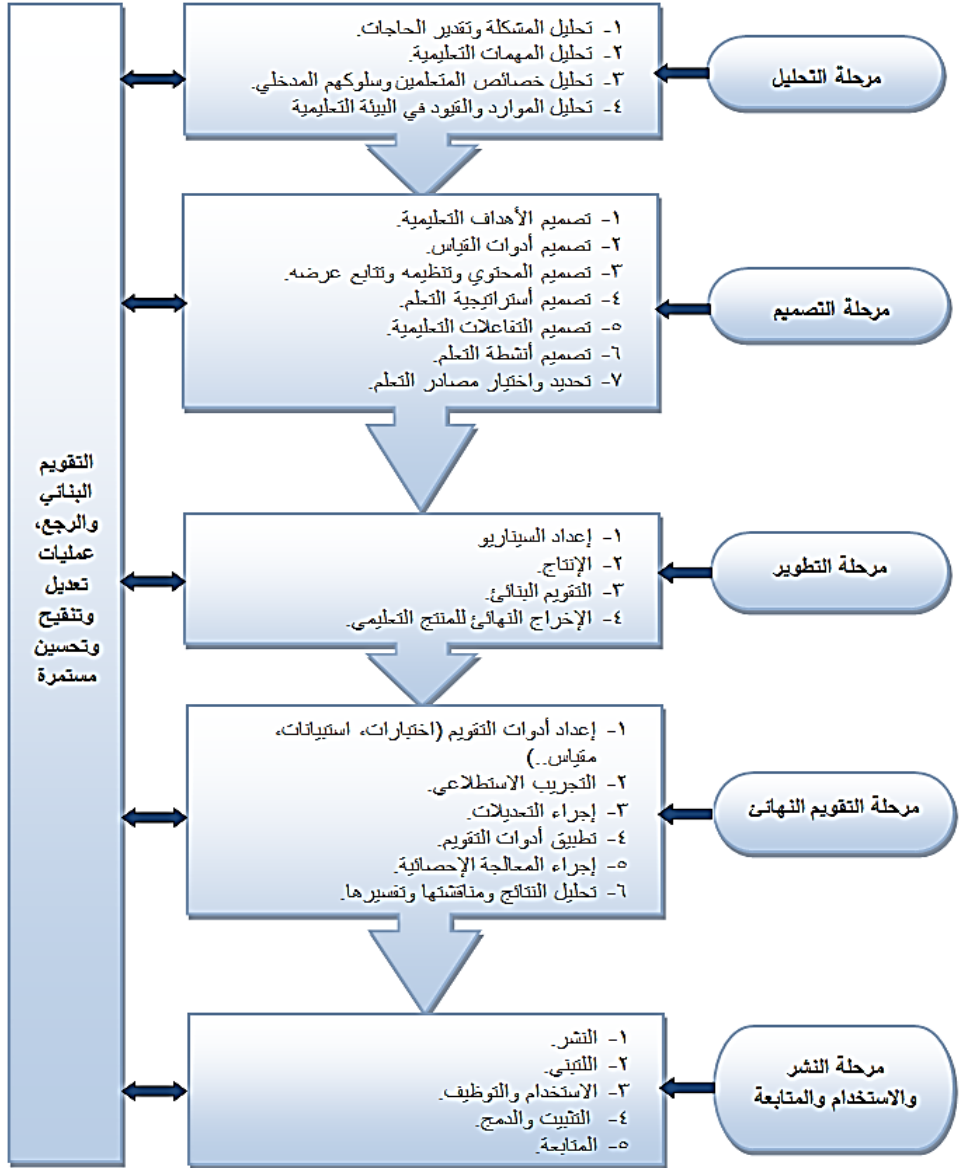 مرحلة التحليل
١- تحليل المشكلة وتقدير الحاجات.
٢- تحليل المهمات التعليمية.
٣- تحليل خصائص المتعلمين وسلوكهم المدخلي.
٤- تحليل الموارد والقيود في البيئة التعليمية
مرحلة التصميم
١- تصميم الأهداف التعليمية.
٢- تصميم أدوات القياس.
٣- تصميم المحتوي وتنظيمه وتتابع عرضه.
٤- تصميم أستراتيجية التعلم.
٥- تصميم التفاعلات التعليمية.
٦- تصميم أنشطة التعلم.
٧- تحديد واختيار مصادر التعلم.
مرحلة التطوير
١- إعداد السيناريو
٢- الإنتاج.
٣- التقويم البنائئ.
٤- الإخراج النهائئ للمنتج التعليمي.
مرحلة التقويم النهائئ
١- إعداد أدوات التقويم (اختبارات، استبيانات،
مقياس..)
٢- التجريب الاستطلاعي.
٣- إجراء التعديلات.
٤- تطبيق أدوات التقويم.
٥- إجراء المعالجة الإحصائية.
٦- تحليل النتائج ومناقشتها وتفسيرها.
مرحلة النشر
والاستخدام والمتابعة
١- النشر.
٢- اللتبني.
٣- الاستخدام والتوظيف.
٤- التثبيت والدمج.
٥- المتابعة.
التقويم
البنائي
والرجع،
عمليات
تعديل
وتنقيح
وتحسين
مستمرة